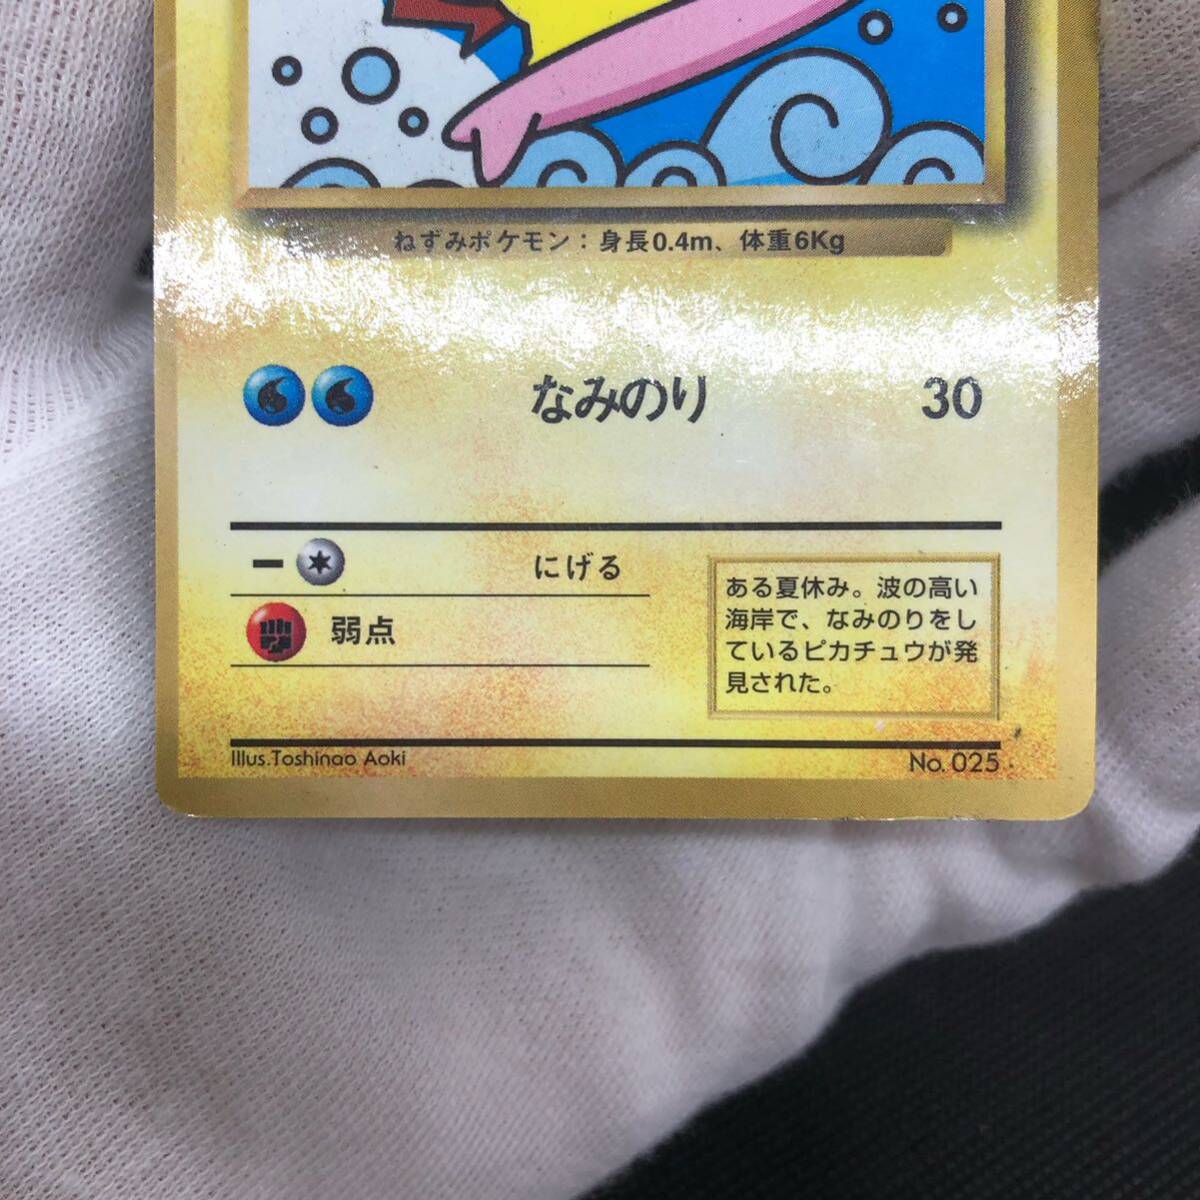 ねずみポケモン：身長0.4m、体重6Kg
なみのり 30
にげる
弱点
ある夏休み。波の高い
海岸で、なみのりをし
ているピカチュウが発
見された。
Illus.Toshinao Aoki
No. 025